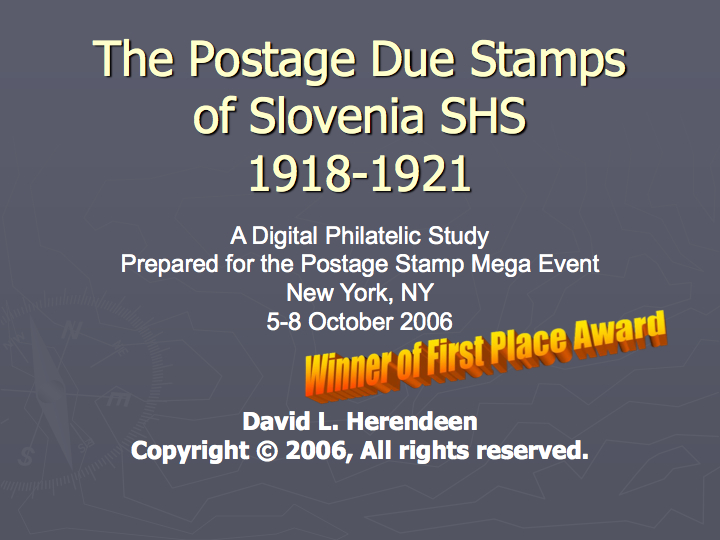 The Postage Due Stamps
of Slovenia SHS
1918-1921
A Digital Philatelic Study
Prepared for the Postage Stamp Mega Event
New York, NY
5-8 October 2006
Winner of First Place Award
David L. Herendeen
Copyright © 2006, All rights reserved.
N
m
S